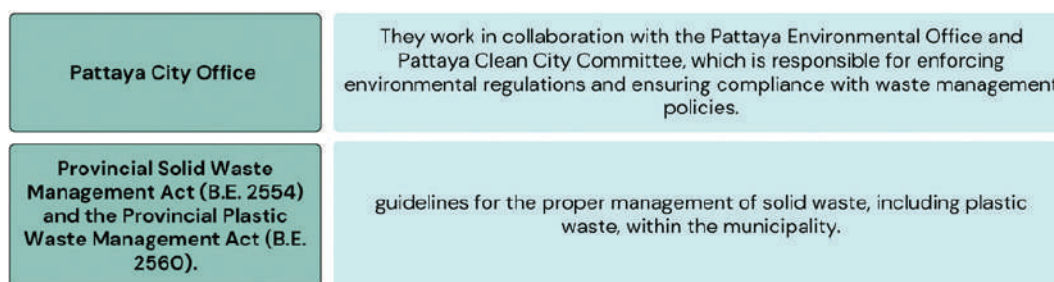 Pattaya City Office
They work in collaboration with the Pattaya Environmental Office and
Pattaya Clean City Committee, which is responsible for enforcing
environmental regulations and ensuring compliance with waste management
policies.
Provincial Solid Waste
Management Act (B.E. 2554)
and the Provincial Plastic
Waste Management Act (B.E.
2560).
guidelines for the proper management of solid waste, including plastic
waste, within the municipality.